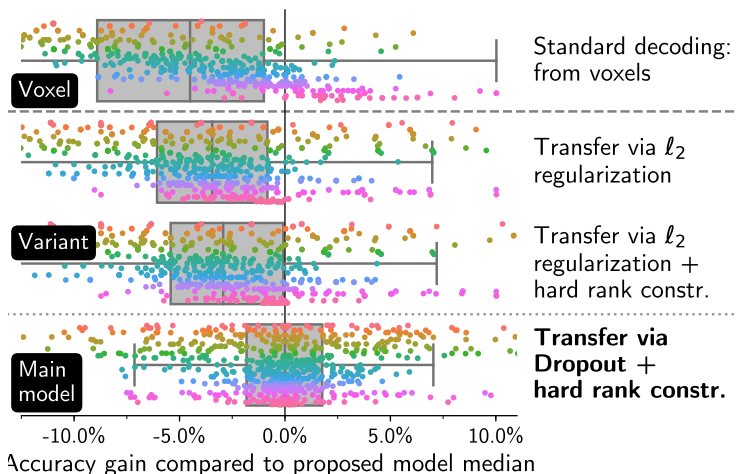 Standard decoding:
from voxels
Voxel
Transfer via ℓ2
regularization
Variant
Transfer via ℓ2
regularization +
hard rank constr.
Main
model
Transfer via
Dropout +
hard rank constr.
-10.0% -5.0% 0.0% 5.0% 10.0%
Accuracy gain compared to proposed model median